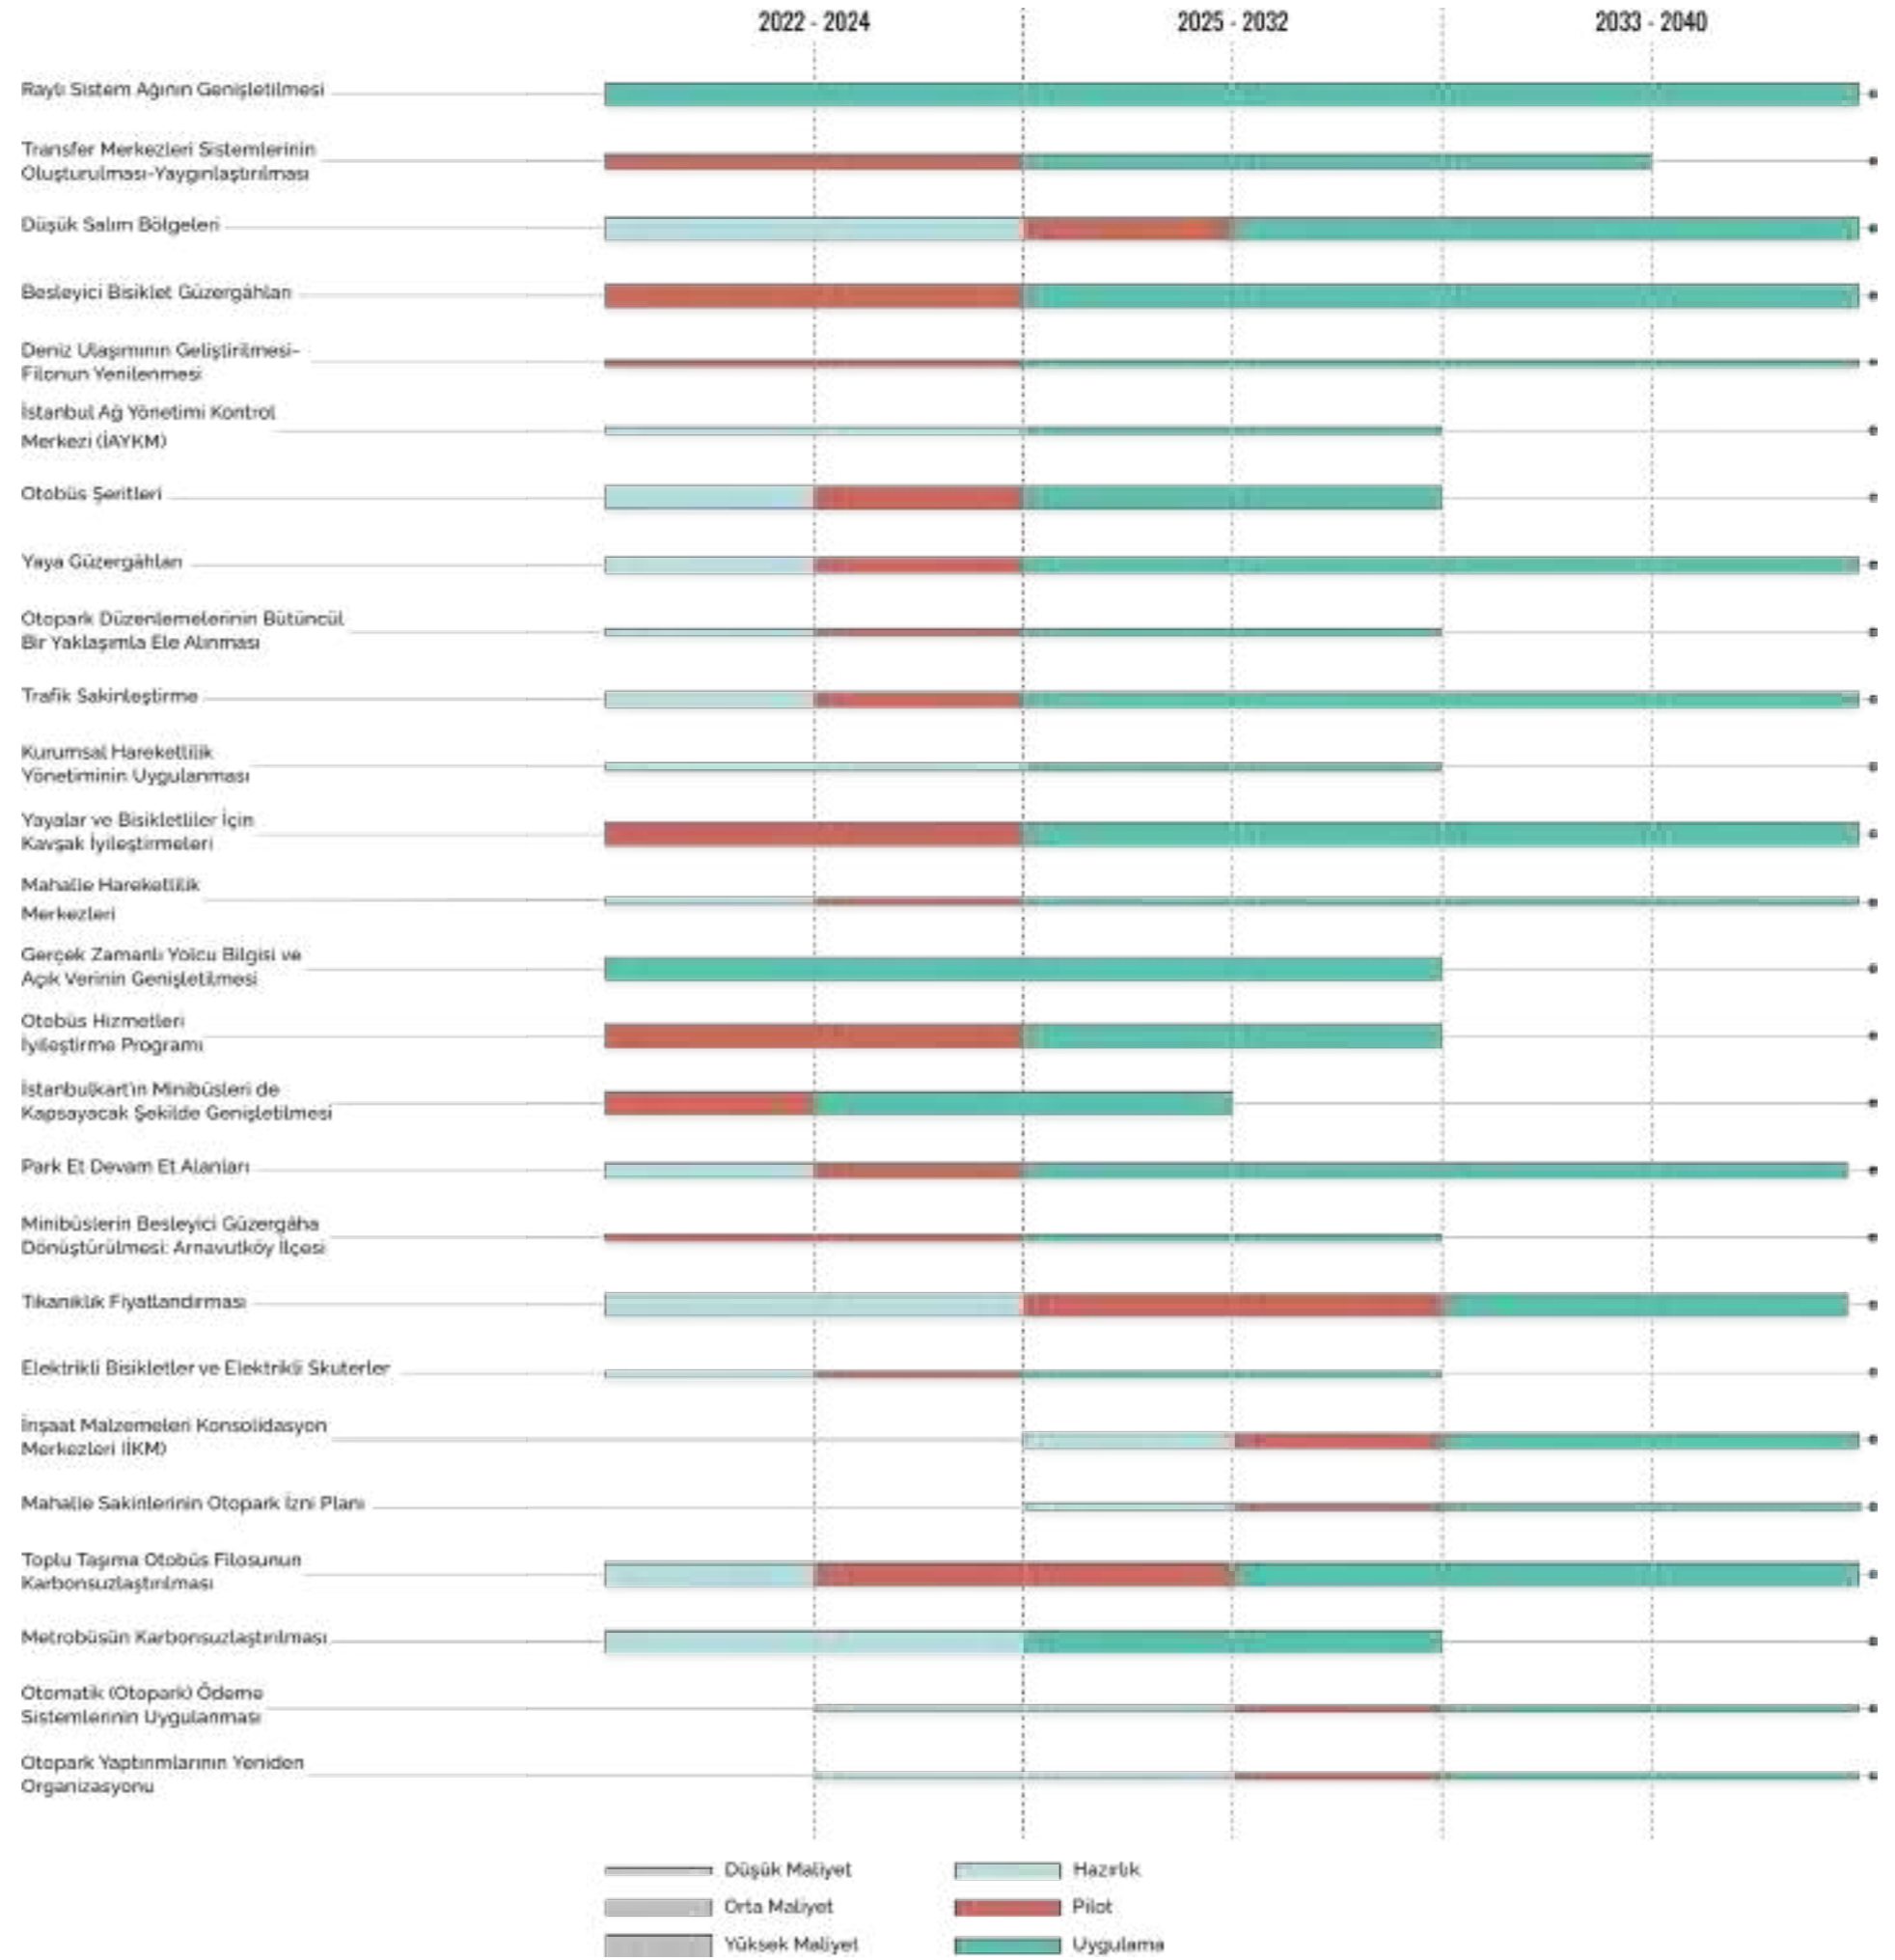 2022 - 2024
2025 - 2032
2033 - 2040
Raylı Sistem Ağının Genişletilmesi
Transfer Merkezleri Sistemlerinin
Oluşturulması-Yaygınlaştırılması
Düşük Salım Bölgeleri
Besleyici Bisiklet Güzergâhları
Deniz Ulaşımının Geliştirilmesi-
Filonun Yenilenmesi
İstanbul Ağ Yönetimi Kontrol
Merkezi (İAYKM)
Otobüs Şeritleri
Yaya Güzergâhları
Otopark Düzenlemelerinin Bütüncül
Bir Yaklaşımla Ele Alınması
Trafik Sakinleştirme
Kurumsal Hareketlilik
Yönetiminin Uygulanması
Yayalar ve Bisikletliler İçin
Kavşak İyileştirmeleri
Mahalle Hareketlilik
Merkezleri
Gerçek Zamanlı Yolcu Bilgisi ve
Açık Verinin Genişletilmesi
Otobüs Hizmetleri
İyileştirme Programı
İstanbulkart'ın Minibüsleri de
Kapsayacak Şekilde Genişletilmesi
Park Et Devam Et Alanları
Minibüslerin Besleyici Güzergâha
Dönüştürülmesi: Arnavutköy İlçesi
Tıkanıklık Fiyatlandırması
Elektrikli Bisikletler ve Elektrikli Skuterler
İnşaat Malzemeleri Konsolidasyon
Merkezleri (İKM)
Mahalle Sakinlerinin Otopark İzni Planı
Toplu Taşıma Otobüs Filosunun
Karbonsuzlaştırılması
Metrobüsün Karbonsuzlaştırılması
Otomatik (Otopark) Ödeme
Sistemlerinin Uygulanması
Otopark Yaptırımlarının Yeniden
Organizasyonu
Düşük Maliyet
Orta Maliyet
Yüksek Maliyet
Hazırlık
Pilot
Uygulama